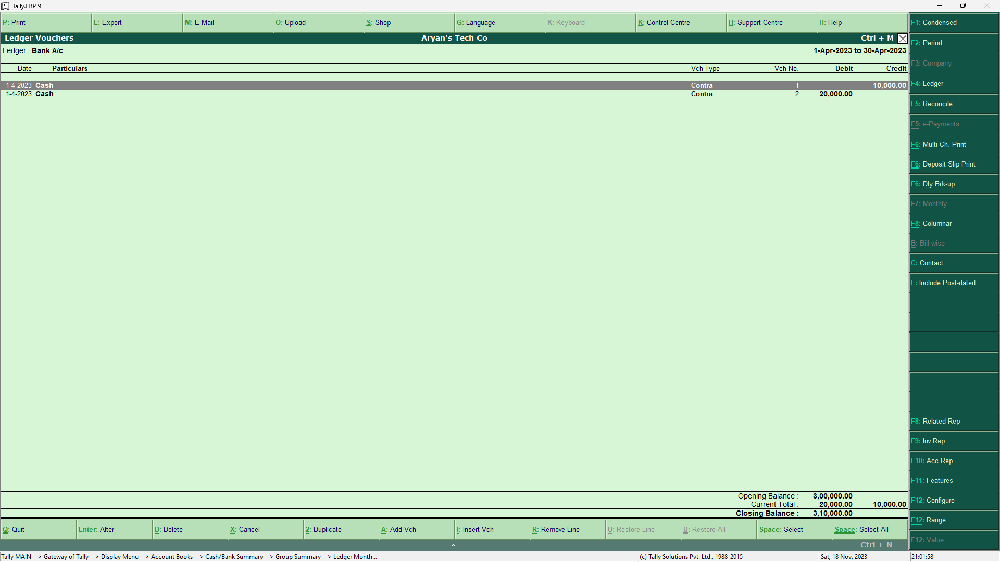 Tally.ERP 9
P: Print E: Export M: E-Mail O: Upload S: Shop G: Language K: Keyboard K: Control Centre H: Support Centre H: Help
Ledger Vouchers Aryan's Tech Co Ctrl + M
Ledger: Bank A/c 1-Apr-2023 to 30-Apr-2023
Date Particulars Vch Type Vch No. Debit Credit
1-4-2023 Cash Contra 1 10,000.00
1-4-2023 Cash Contra 2 20,000.00
Opening Balance : 3,00,000.00
Current Total : 20,000.00 10,000.00
Closing Balance : 3,10,000.00
Q: Quit Enter: Alter D: Delete X: Cancel 2: Duplicate A: Add Vch I: Insert Vch R: Remove Line U: Restore Line U: Restore All Space: Select Space: Select All
Ctrl + N
F1: Condensed
F2: Period
F3: Company
F4: Ledger
F5: Reconcile
F5: e-Payments
F6: Multi Ch. Print
F6: Deposit Slip Print
F6: Dly Brk-up
F7: Monthly
F8: Columnar
B: Bill-wise
C: Contact
L: Include Post-dated
F8: Related Rep
F9: Inv Rep
F10: Acc Rep
F11: Features
F12: Configure
F12: Range
F12: Value
Tally MAIN --> Gateway of Tally --> Display Menu --> Account Books --> Cash/Bank Summary --> Group Summary --> Ledger Month... (c) Tally Solutions Pvt. Ltd., 1988-2015 Sat, 18 Nov, 2023 21:01:58